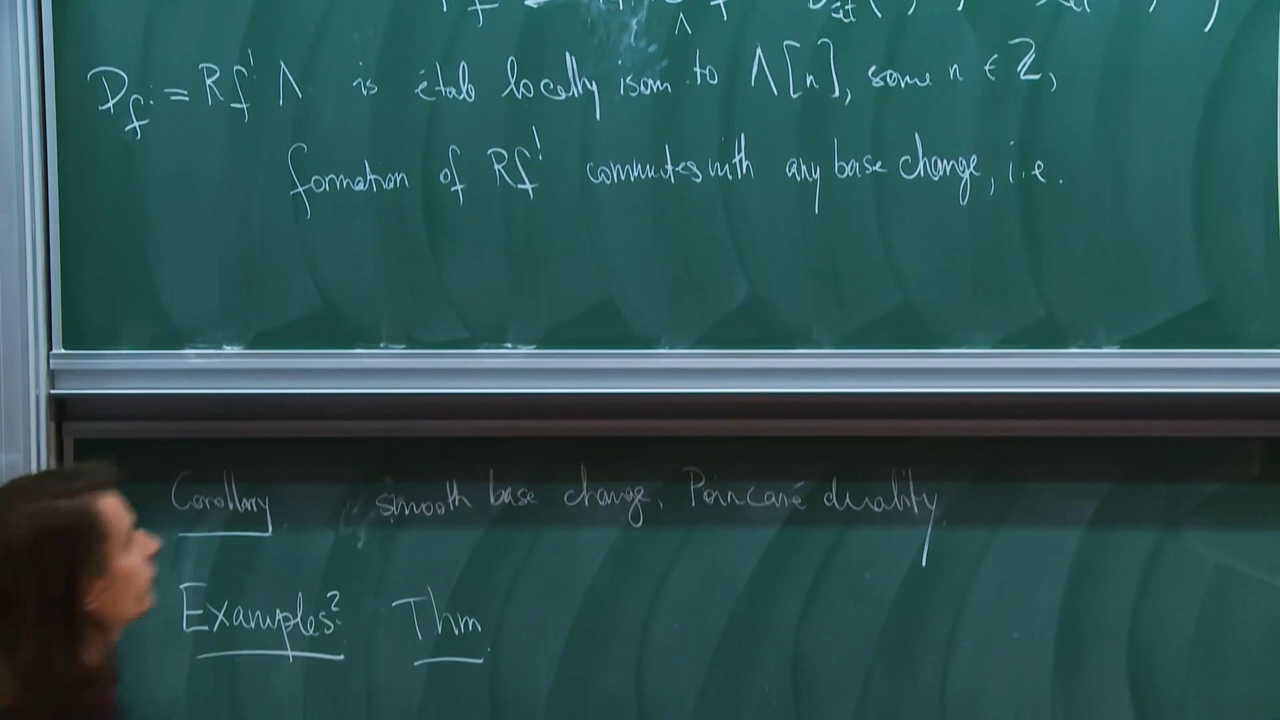 D_f := Rf^! Λ is étale locally isom. to Λ[n], some n ∈ ℤ,
formation of Rf^! commutes with any base change, i.e.
Corollary smooth base change, Poincaré duality.
Examples? Thm.